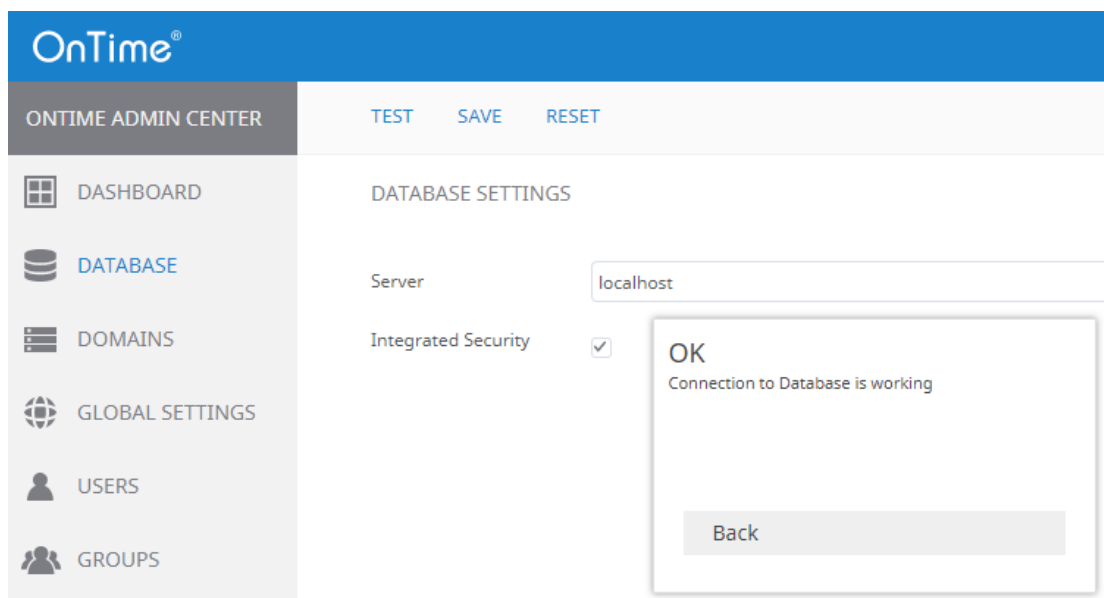 OnTime®
ONTIME ADMIN CENTER
TEST SAVE RESET
DASHBOARD
DATABASE
DOMAINS
GLOBAL SETTINGS
USERS
GROUPS
DATABASE SETTINGS
Server localhost
Integrated Security
OK
Connection to Database is working
Back